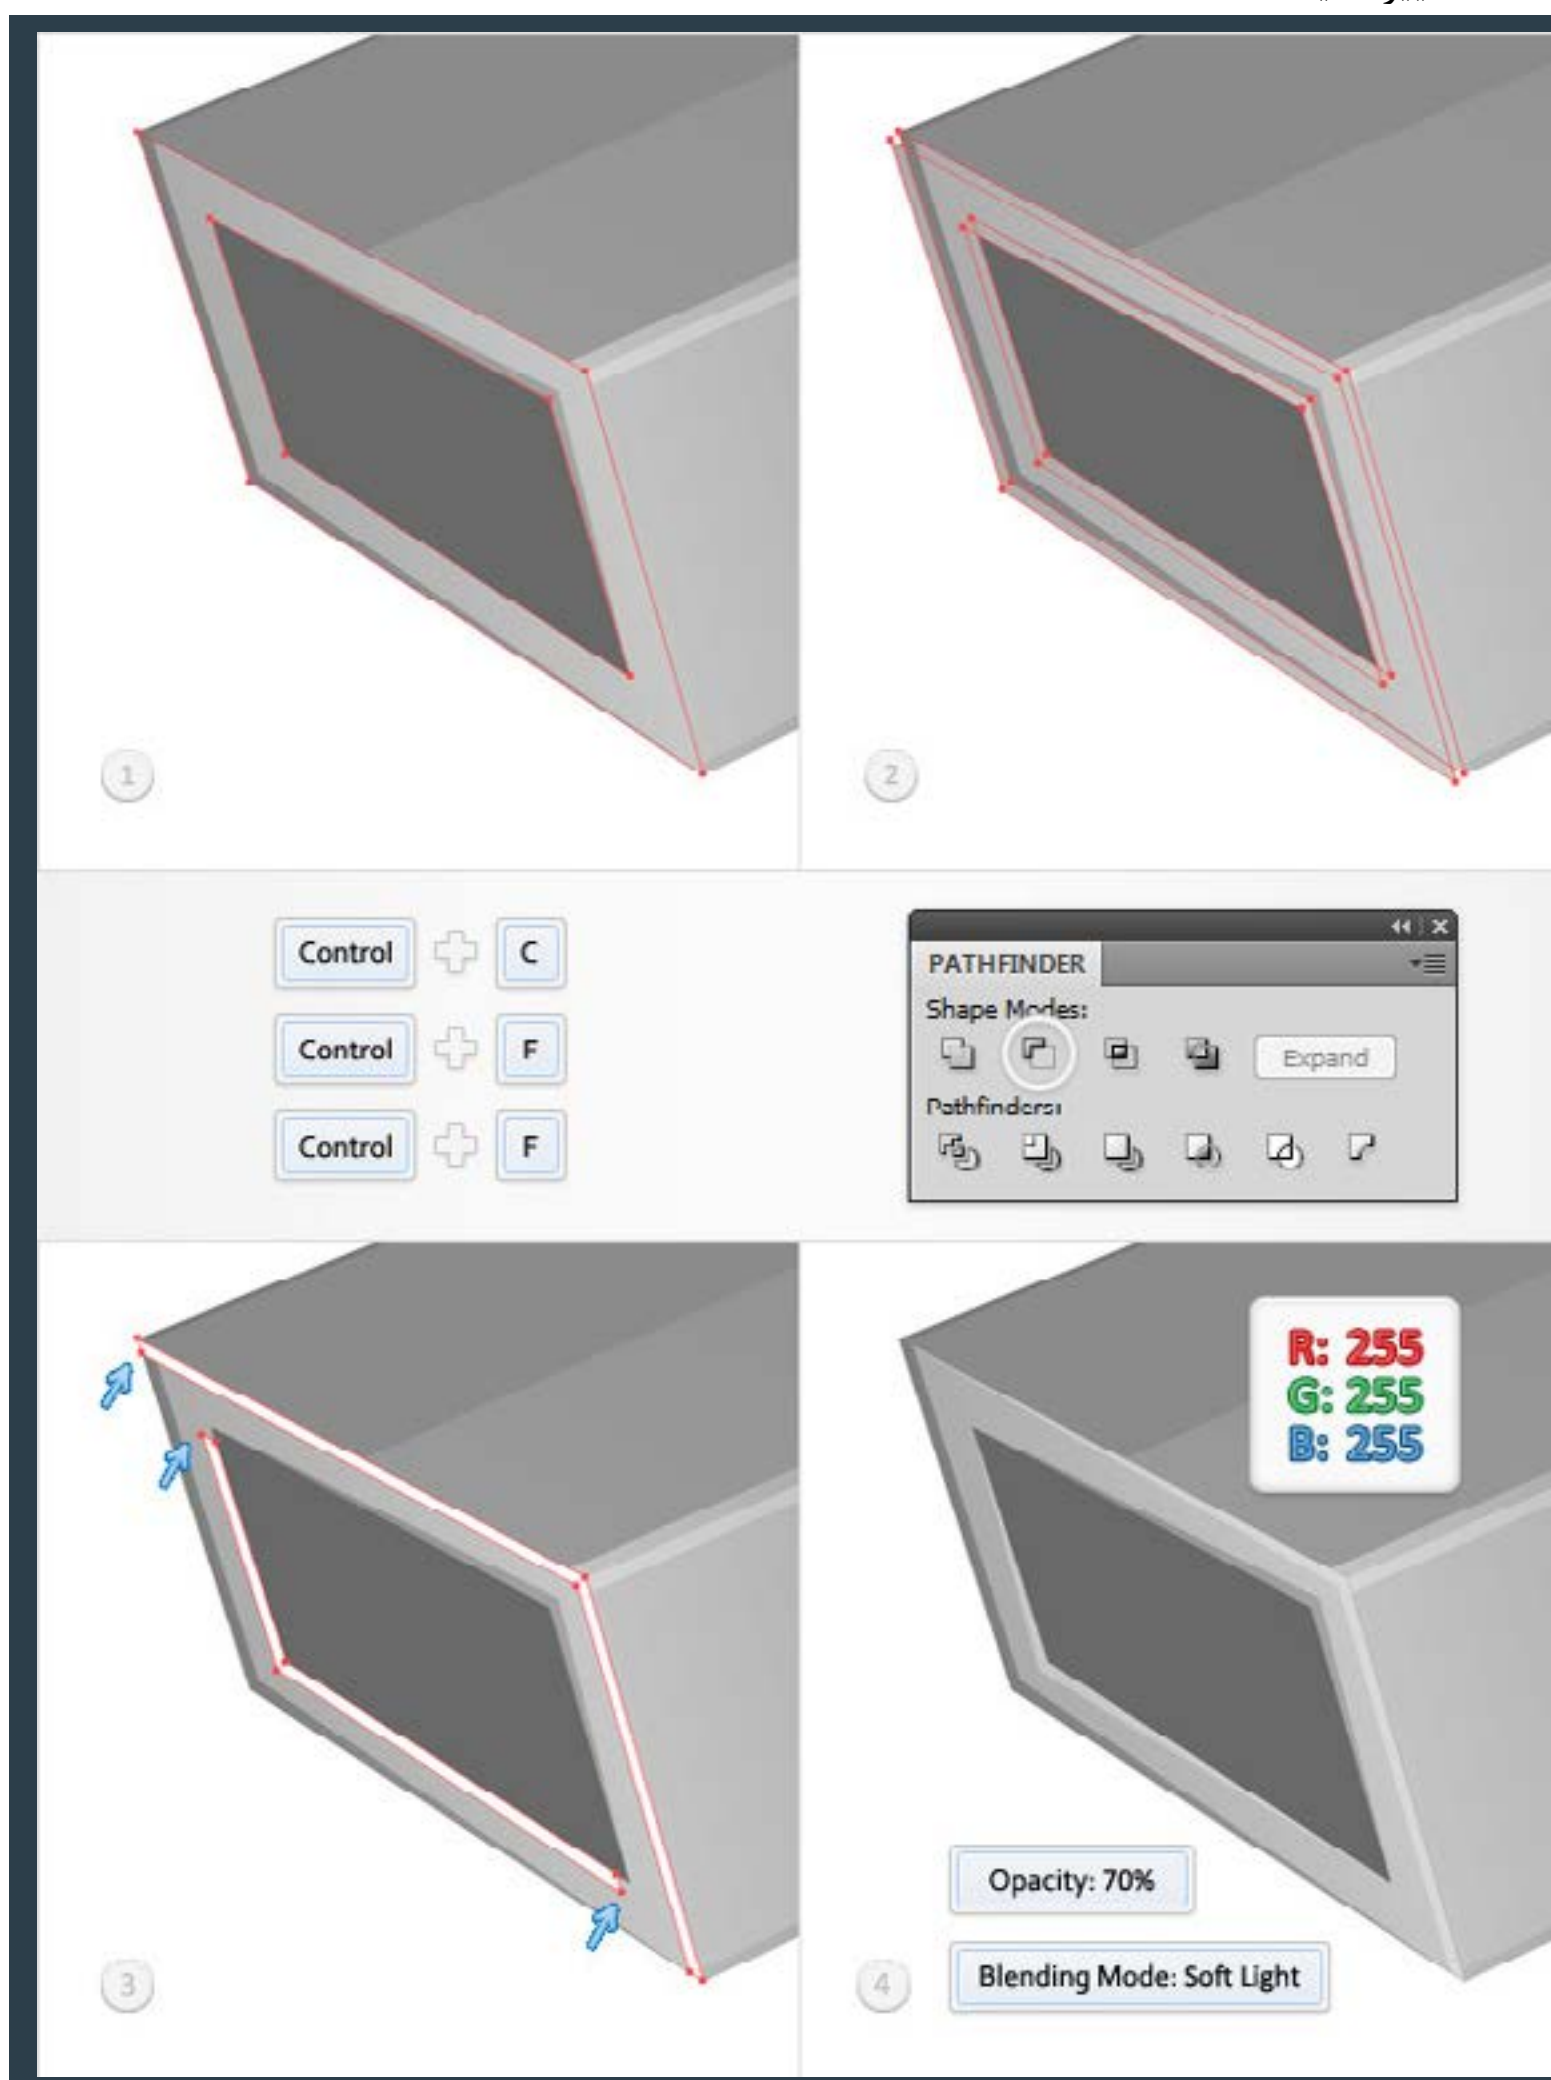 1
2
Control + C
Control + F
Control + F
PATHFINDER
Shape Modes:
Expand
Pathfinders:
R: 255
G: 255
B: 255
Opacity: 70%
Blending Mode: Soft Light
3
4